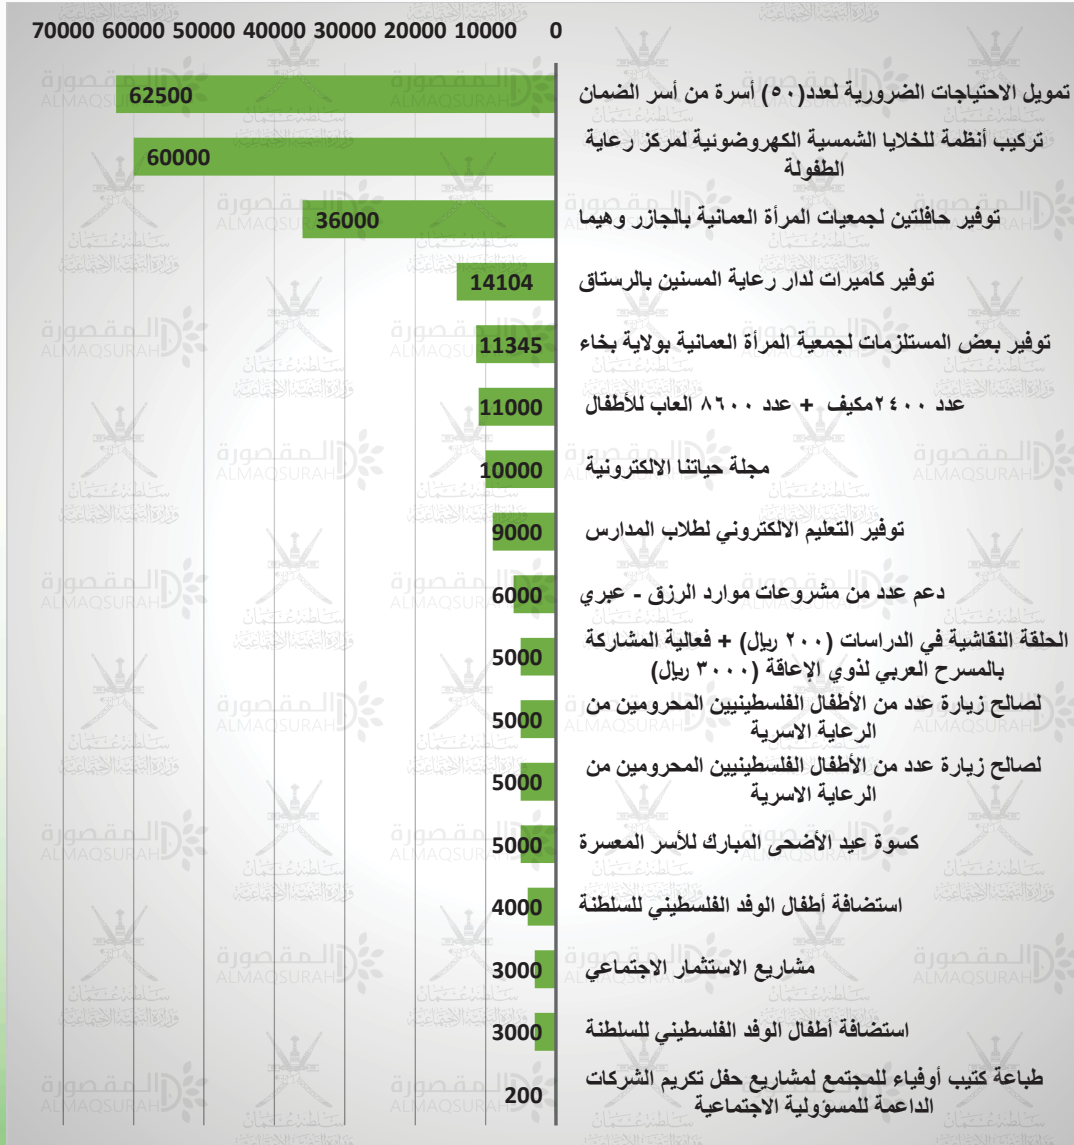 70000 60000 50000 40000 30000 20000 10000 0
تمويل الاحتياجات الضرورية لعدد(٥٠) أسرة من أسر الضمان
62500
تركيب أنظمة للخلايا الشمسية الكهروضوئية لمركز رعاية
الطفولة
60000
توفير حافلتين لجمعيات المرأة العمانية بالجازر وهيما
36000
توفير كاميرات لدار رعاية المسنين بالرستاق
14104
توفير بعض المستلزمات لجمعية المرأة العمانية بولاية بخاء
11345
عدد ٢٤٠٠مكيف + عدد ٨٦٠٠ العاب للأطفال
11000
مجلة حياتنا الالكترونية
10000
توفير التعليم الالكتروني لطلاب المدارس
9000
دعم عدد من مشروعات موارد الرزق - عبري
6000
الحلقة النقاشية في الدراسات (٢٠٠ ريال) + فعالية المشاركة
بالمسرح العربي لذوي الإعاقة (٣٠٠٠ ريال)
5000
لصالح زيارة عدد من الأطفال الفلسطينيين المحرومين من
الرعاية الاسرية
5000
لصالح زيارة عدد من الأطفال الفلسطينيين المحرومين من
الرعاية الاسرية
5000
كسوة عيد الأضحى المبارك للأسر المعسرة
5000
استضافة أطفال الوفد الفلسطيني للسلطنة
4000
مشاريع الاستثمار الاجتماعي
3000
استضافة أطفال الوفد الفلسطيني للسلطنة
3000
طباعة كتيب أوفياء للمجتمع لمشاريع حفل تكريم الشركات
الداعمة للمسؤولية الاجتماعية
200
المقصورة
ALMAQSURAH
سلطنة عمان
وزارة التنمية الاجتماعية